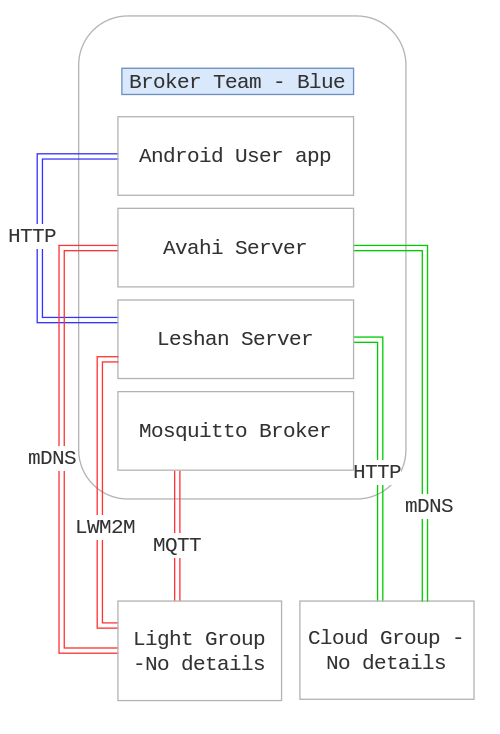 Broker Team - Blue
Android User app
HTTP
Avahi Server
Leshan Server
Mosquitto Broker
mDNS
HTTP
mDNS
LWM2M
MQTT
Light Group
-No details
Cloud Group -
No details